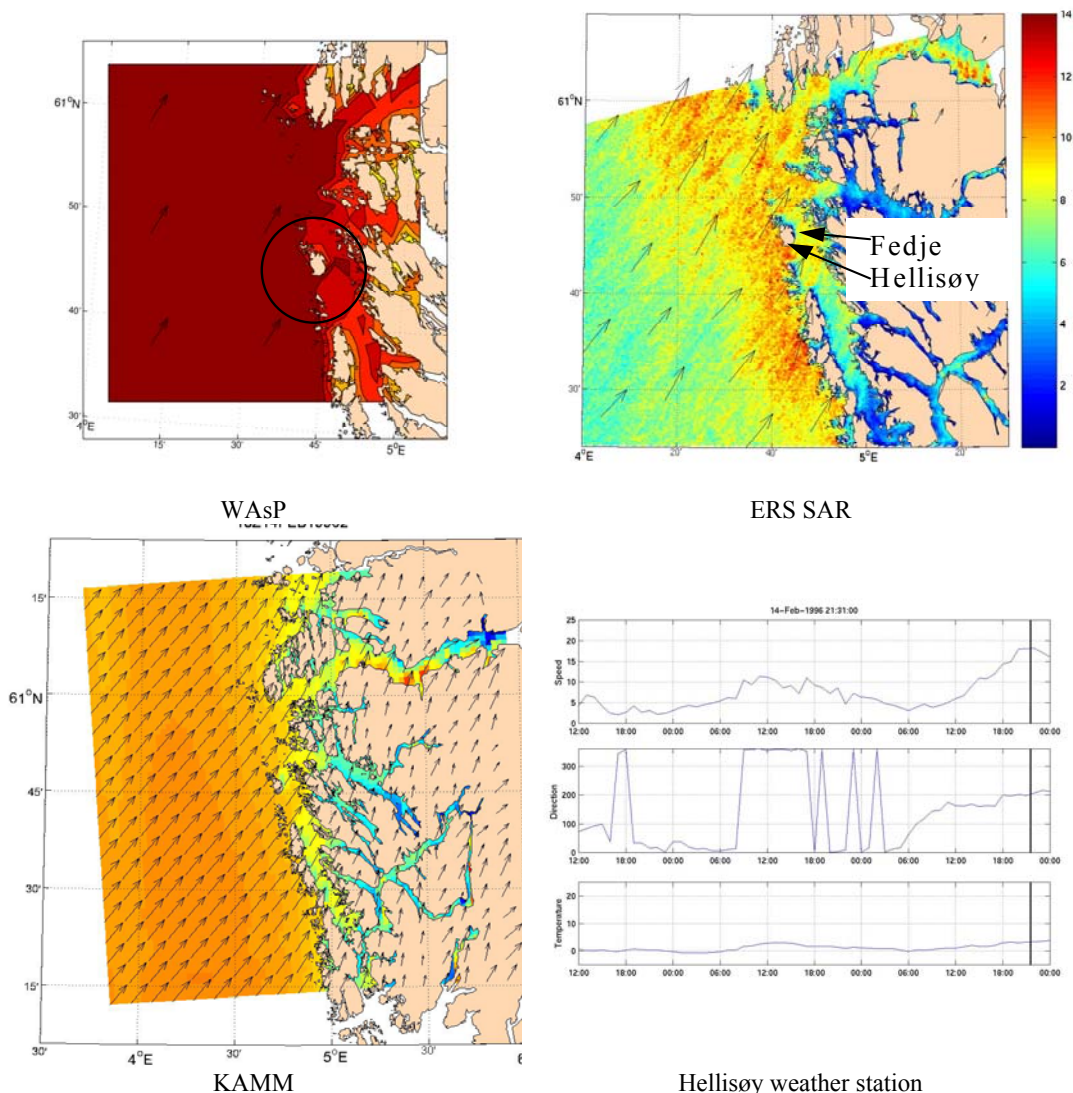 61°N
50'
40'
30'
4°E
15'
30'
45'
5°E
WAsP
61°N
50'
40'
30'
4°E
20'
40'
5°E
20'
Fedje
Hellisøy
14
12
10
8
6
4
2
ERS SAR
15'
61°N
45'
30'
15'
30'
4°E
30'
5°E
30'
KAMM
14-Feb-1996 21:31:00
Speed
25
20
15
10
5
0
12:00 18:00 00:00 06:00 12:00 18:00 00:00 06:00 12:00 18:00 00:00
Direction
300
200
100
0
12:00 18:00 00:00 06:00 12:00 18:00 00:00 06:00 12:00 18:00 00:00
Temperature
20
10
0
12:00 18:00 00:00 06:00 12:00 18:00 00:00 06:00 12:00 18:00 00:00
Hellisøy weather station